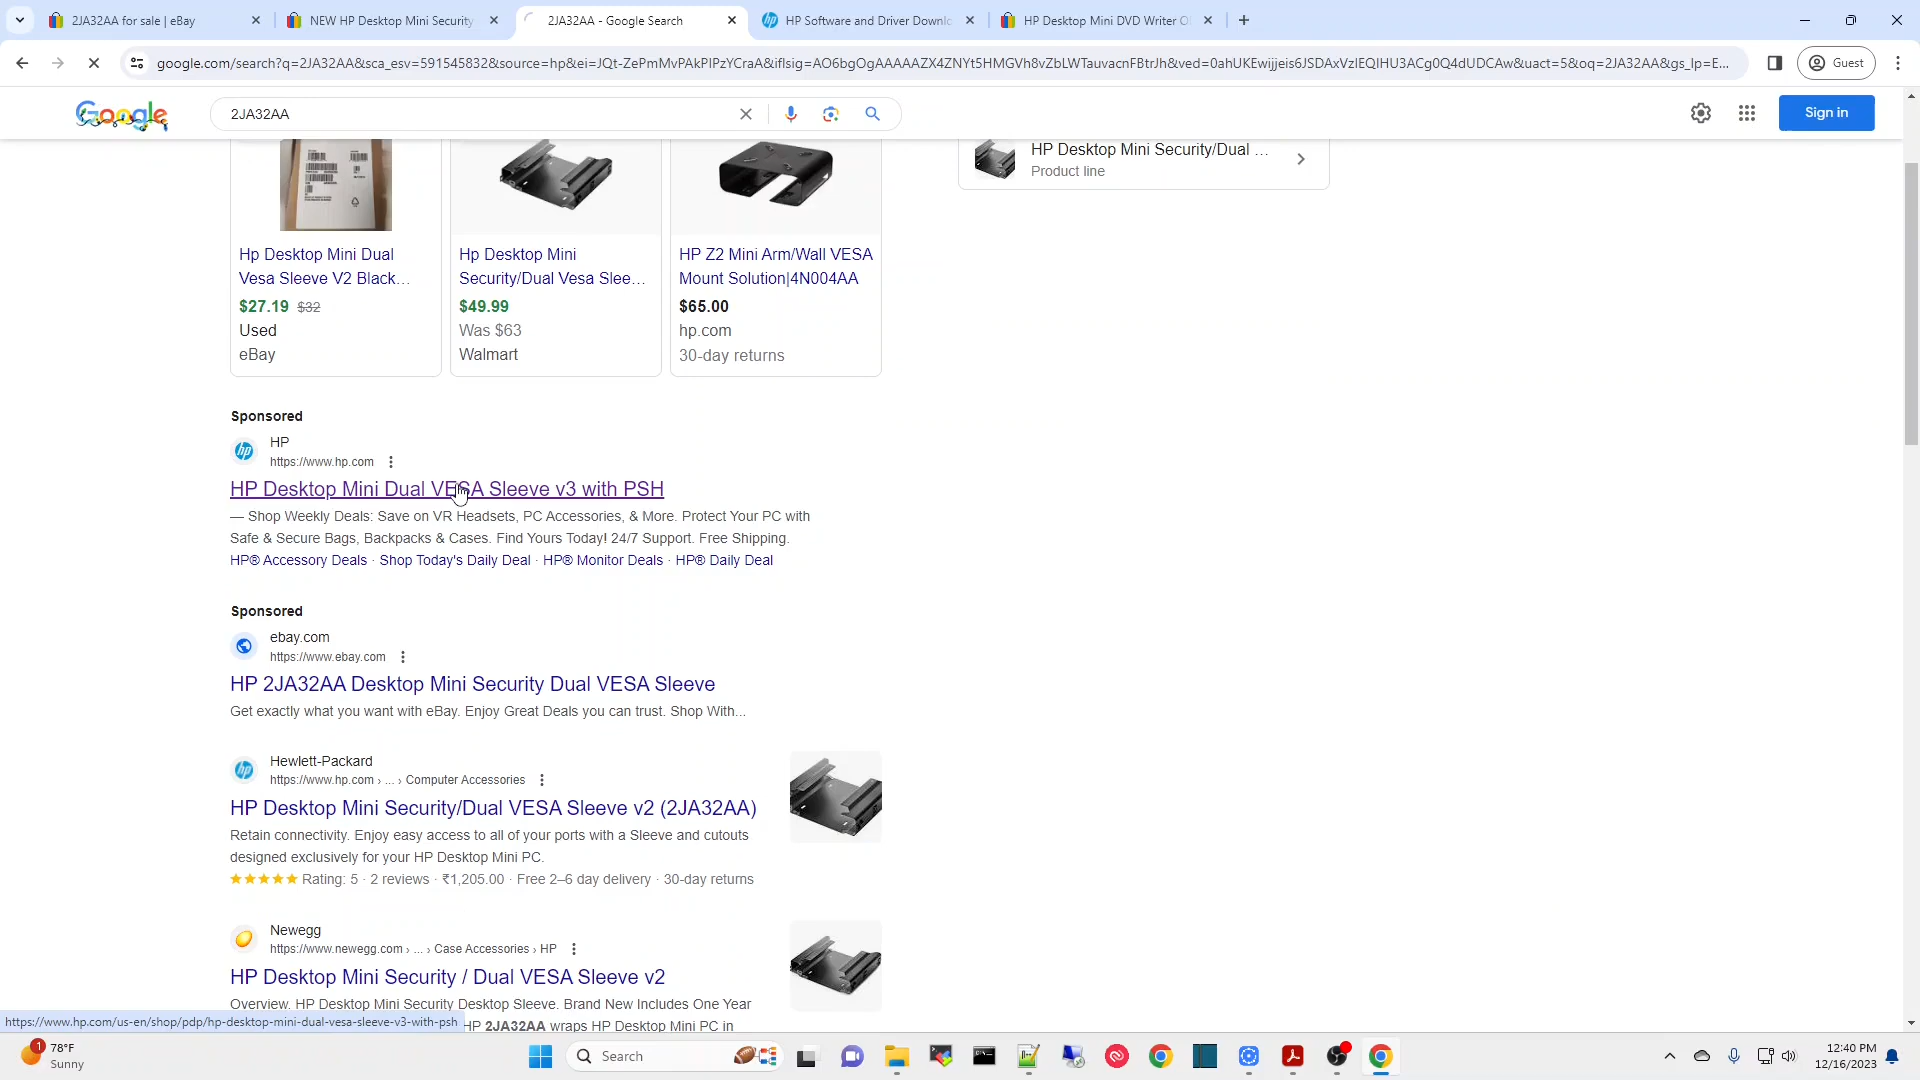 2JA32AA for sale | eBay
NEW HP Desktop Mini Security
2JA32AA - Google Search
HP Software and Driver Downlo
HP Desktop Mini DVD Writer O
google.com/search?q=2JA32AA&sca_esv=591545832&source=hp&ei=JQt-ZePmMvPAkPIPzYCraA&iflsig=AO6bgOgAAAAAZX4ZNYt5HMGVh8vZbLWTauvacnFBtrJh&ved=0ahUKEwijjeis6JSDAxVzIEQIHU3ACg0Q4dUDCAw&uact=5&oq=2JA32AA&gs_lp=E...
Guest
Google
2JA32AA
Sign in
HP Desktop Mini Security/Dual ...
Product line
Hp Desktop Mini Dual
Vesa Sleeve V2 Black...
$27.19 $32
Used
eBay
Hp Desktop Mini
Security/Dual Vesa Slee...
$49.99
Was $63
Walmart
HP Z2 Mini Arm/Wall VESA
Mount Solution|4N004AA
$65.00
hp.com
30-day returns
Sponsored
HP
https://www.hp.com
HP Desktop Mini Dual VESA Sleeve v3 with PSH
— Shop Weekly Deals: Save on VR Headsets, PC Accessories, & More. Protect Your PC with
Safe & Secure Bags, Backpacks & Cases. Find Yours Today! 24/7 Support. Free Shipping.
HP® Accessory Deals · Shop Today's Daily Deal · HP® Monitor Deals · HP® Daily Deal
Sponsored
ebay.com
https://www.ebay.com
HP 2JA32AA Desktop Mini Security Dual VESA Sleeve
Get exactly what you want with eBay. Enjoy Great Deals you can trust. Shop With...
Hewlett-Packard
https://www.hp.com › ... › Computer Accessories
HP Desktop Mini Security/Dual VESA Sleeve v2 (2JA32AA)
Retain connectivity. Enjoy easy access to all of your ports with a Sleeve and cutouts
designed exclusively for your HP Desktop Mini PC.
Rating: 5 · 2 reviews · ₹1,205.00 · Free 2–6 day delivery · 30-day returns
Newegg
https://www.newegg.com › ... › Case Accessories › HP
HP Desktop Mini Security / Dual VESA Sleeve v2
Overview. HP Desktop Mini Security Desktop Sleeve. Brand New Includes One Year
HP 2JA32AA wraps HP Desktop Mini PC in
https://www.hp.com/us-en/shop/pdp/hp-desktop-mini-dual-vesa-sleeve-v3-with-psh
1
78°F
Sunny
Search
12:40 PM
12/16/2023